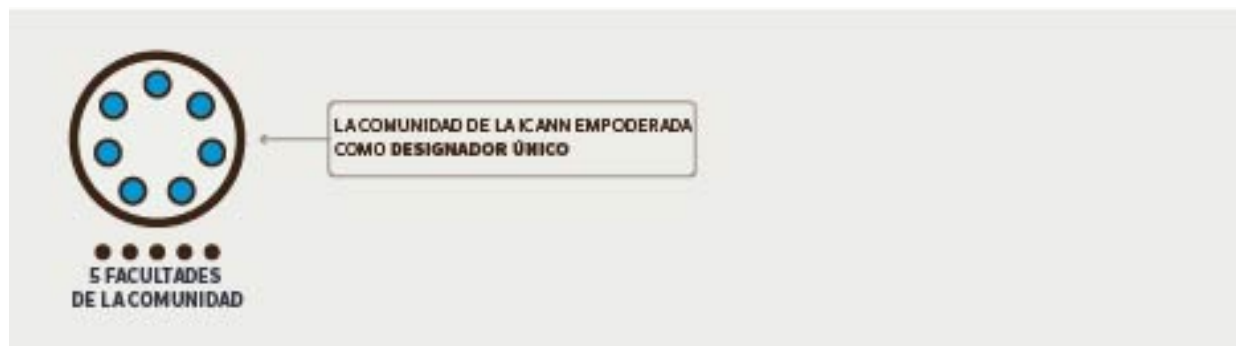 LA COMUNIDAD DE LA ICANN EMPODERADA
COMO DESIGNADOR ÚNICO
5 FACULTADES
DE LA COMUNIDAD